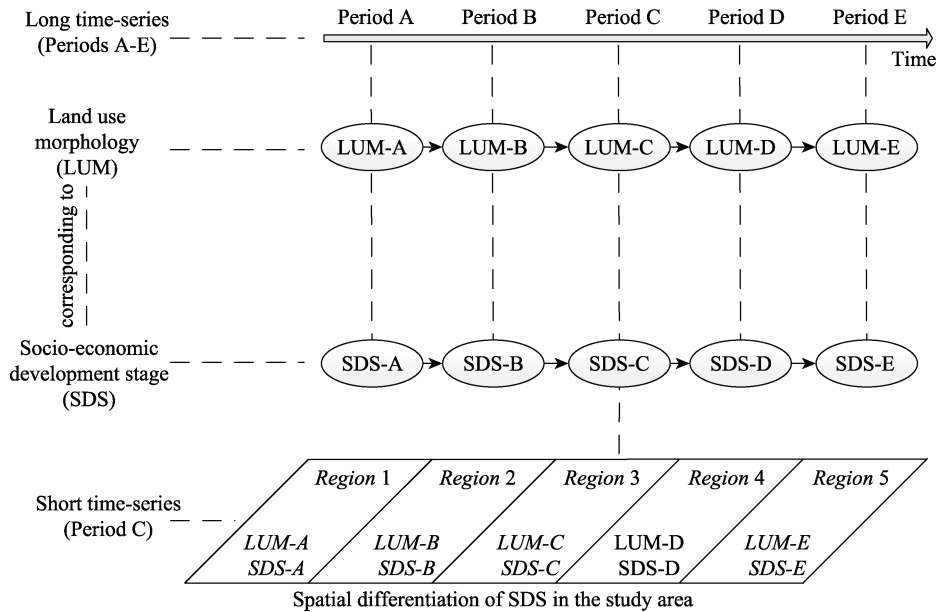 Long time-series
(Periods A-E)
Period A
Period B
Period C
Period D
Period E
Time
Land use
morphology
(LUM)
LUM-A
LUM-B
LUM-C
LUM-D
LUM-E
corresponding to
Socio-economic
development stage
(SDS)
SDS-A
SDS-B
SDS-C
SDS-D
SDS-E
Short time-series
(Period C)
Region 1
Region 2
Region 3
Region 4
Region 5
LUM-A
SDS-A
LUM-B
SDS-B
LUM-C
SDS-C
LUM-D
SDS-D
LUM-E
SDS-E
Spatial differentiation of SDS in the study area